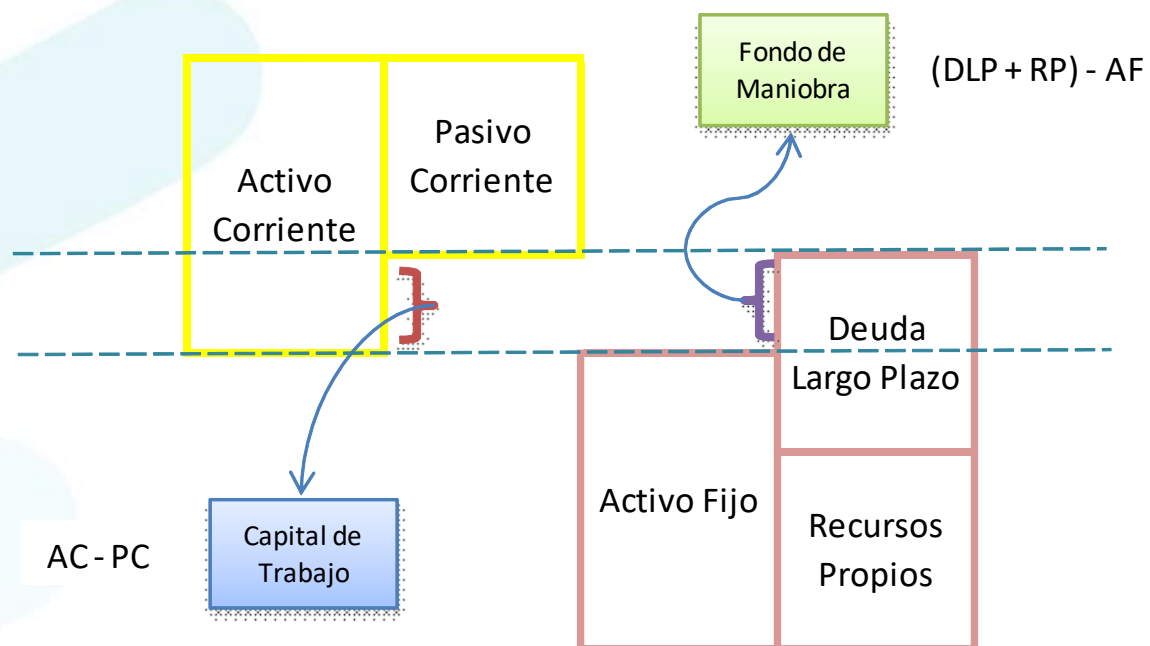 Fondo de
Maniobra
(DLP + RP) - AF
Pasivo
Corriente
Activo
Corriente
Deuda
Largo Plazo
Activo Fijo
Recursos
Propios
Capital de
Trabajo
AC - PC